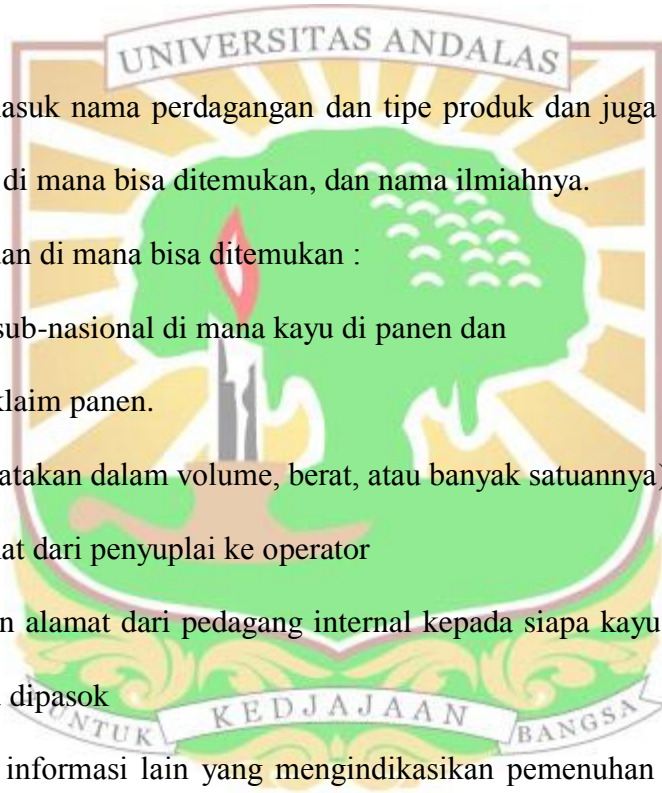 UNIVERSITAS ANDALAS
masuk nama perdagangan dan tipe produk dan juga
di mana bisa ditemukan, dan nama ilmiahnya.
dan di mana bisa ditemukan :
sub-nasional di mana kayu di panen dan
klaim panen.
atakan dalam volume, berat, atau banyak satuannya)
at dari penyuplai ke operator
n alamat dari pedagang internal kepada siapa kayu
dipasok
UNTUK KEDJAJAAN BANGSA
informasi lain yang mengindikasikan pemenuhan